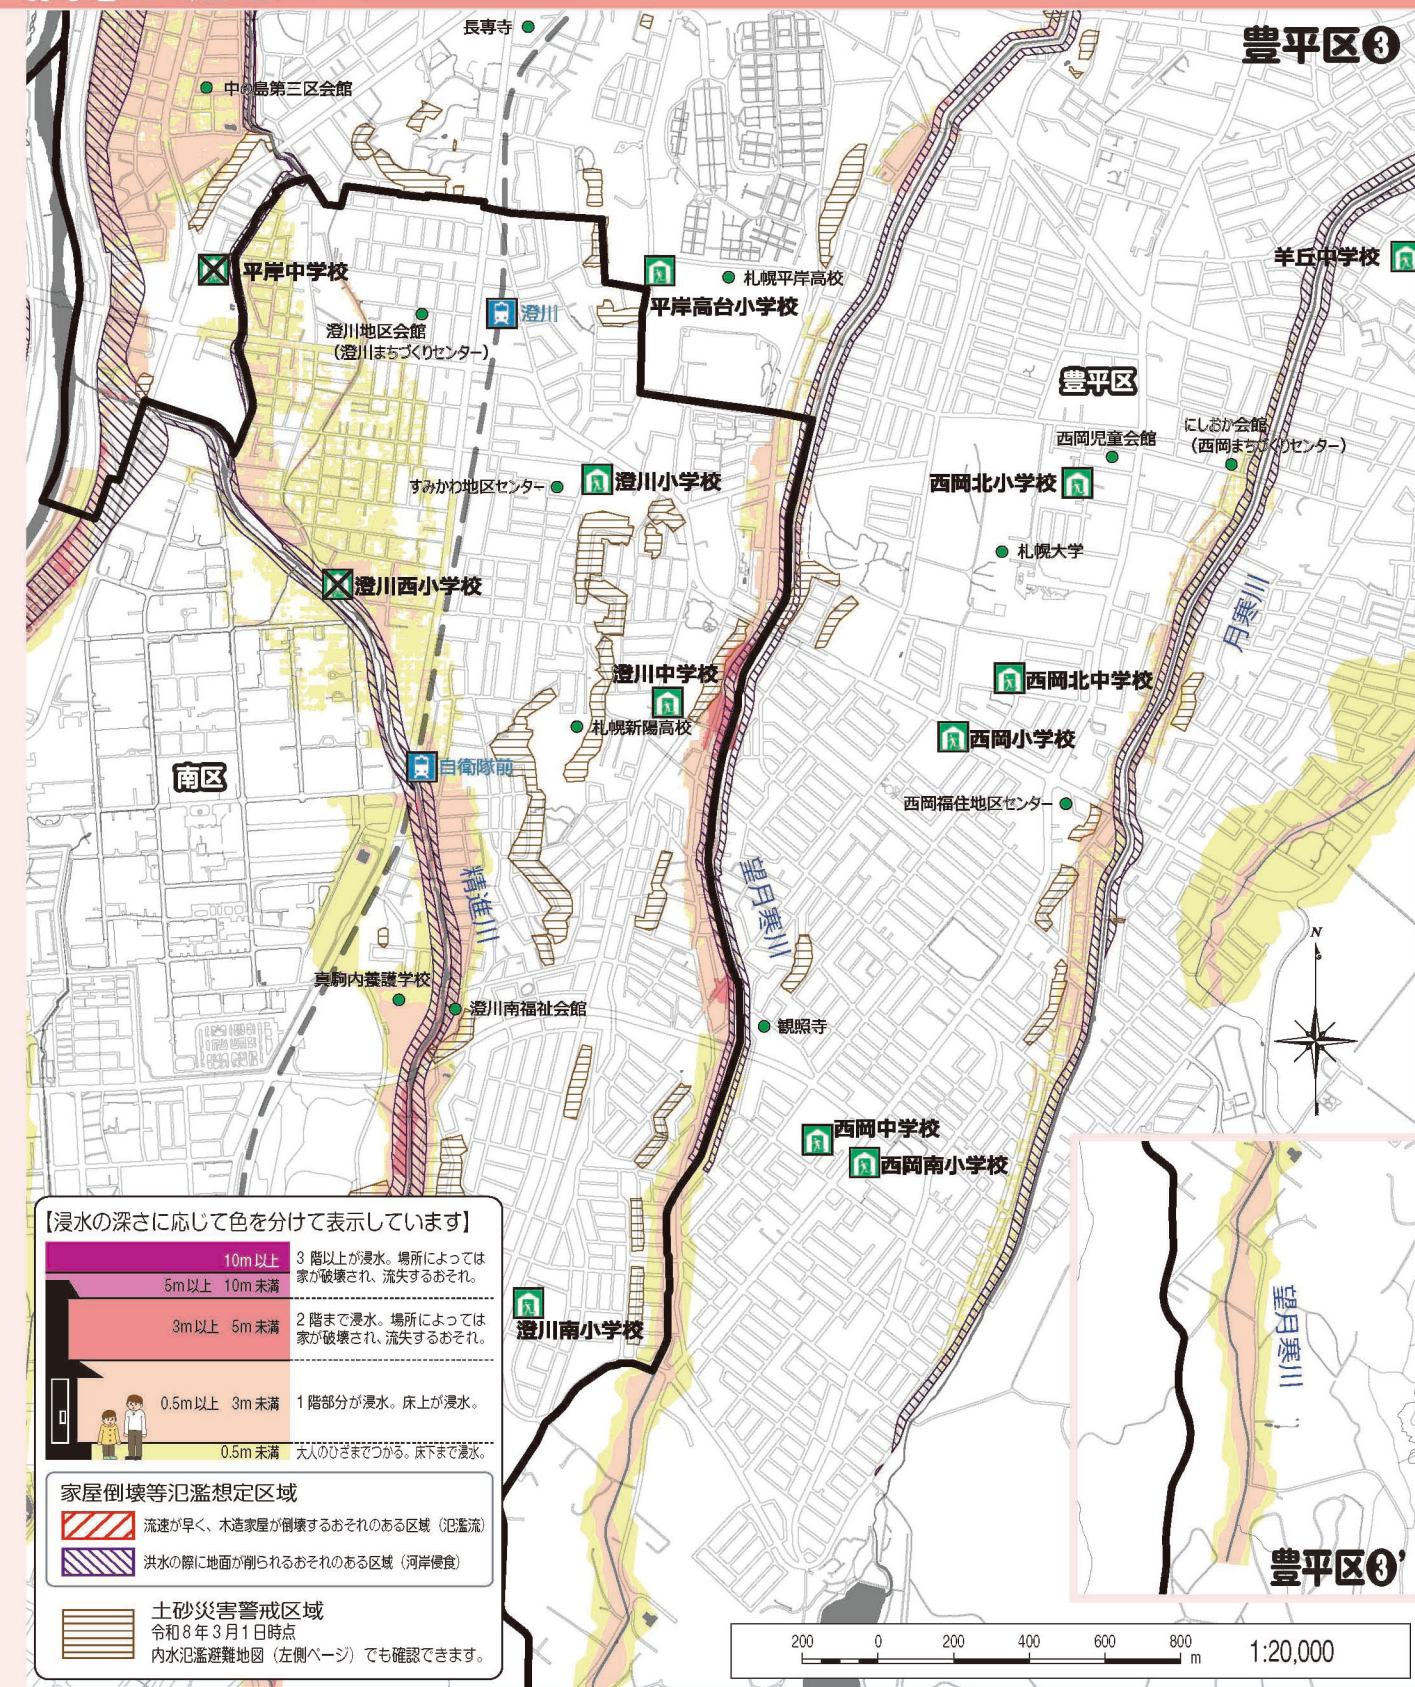 豊平区❸
長専寺
中の島第三区会館
平岸中学校
澄川地区会館
（澄川まちづくりセンター）
澄川
平岸高台小学校
札幌平岸高校
羊丘中学校
豊平区
西岡児童会館
にしおか会館
（西岡まちづくりセンター）
すみかわ地区センター
澄川小学校
西岡北小学校
札幌大学
澄川西小学校
月寒川
澄川中学校
札幌新陽高校
西岡北中学校
西岡小学校
南区
自衛隊前
西岡福住地区センター
精進川
望月寒川
真駒内養護学校
澄川南福祉会館
観照寺
N
西岡中学校
西岡南小学校
澄川南小学校
【浸水の深さに応じて色を分けて表示しています】
10m以上
3階以上が浸水。場所によっては
家が破壊され、流失するおそれ。
5m以上 10m未満
3m以上 5m未満
2階まで浸水。場所によっては
家が破壊され、流失するおそれ。
0.5m以上 3m未満
1階部分が浸水。床上が浸水。
0.5m未満
大人のひざまでつかる。床下まで浸水。
家屋倒壊等氾濫想定区域
流速が早く、木造家屋が倒壊するおそれのある区域（氾濫流）
洪水の際に地面が削られるおそれのある区域（河岸侵食）
土砂災害警戒区域
令和8年3月1日時点
内水氾濫避難地図（左側ページ）でも確認できます。
望月寒川
豊平区❸’
200 0 200 400 600 800 m
1:20,000